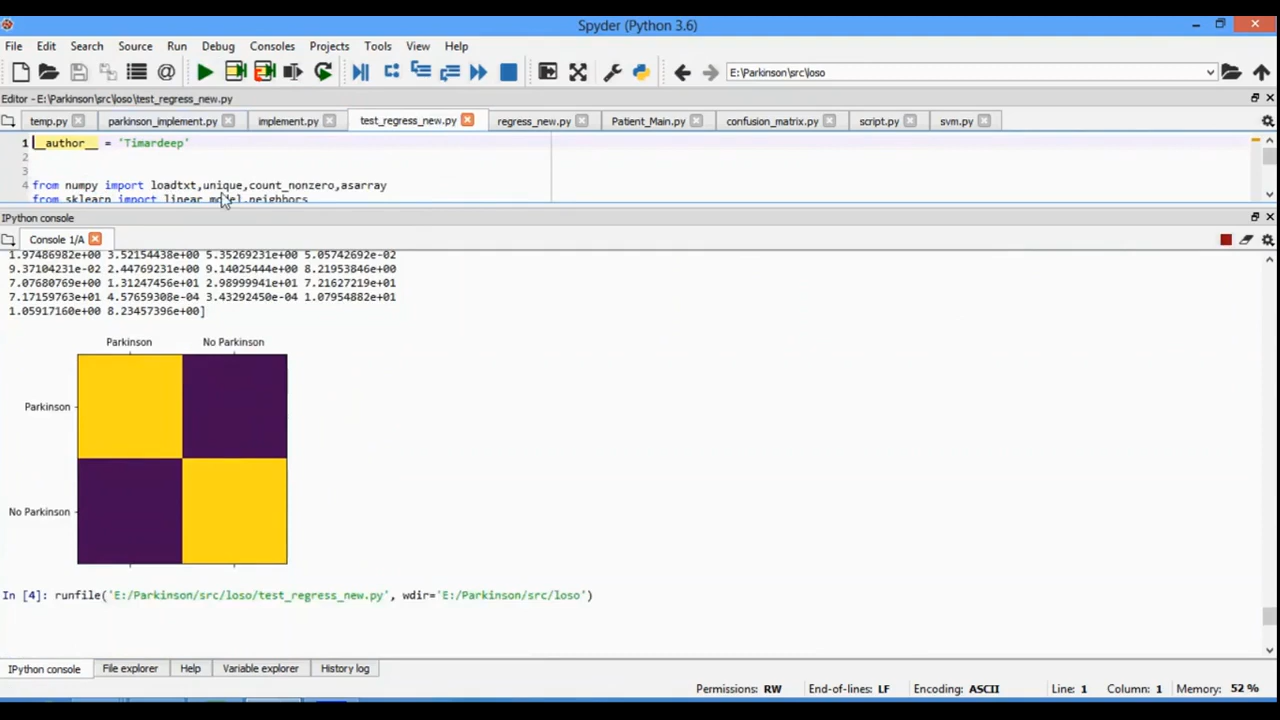 Spyder (Python 3.6)
File Edit Search Source Run Debug Consoles Projects Tools View Help
E:\Parkinson\src\loso
Editor - E:\Parkinson\src\loso\test_regress_new.py
temp.py parkinson_implement.py implement.py test_regress_new.py regress_new.py Patient_Main.py confusion_matrix.py script.py svm.py
1 __author__ = 'Timardeep'
2
3
4 from numpy import loadtxt,unique,count_nonzero,asarray
from sklearn import linear_model,neighbors
IPython console
Console 1/A
1.97486982e+00 3.52154438e+00 5.35269231e+00 5.05742692e-02
9.37104231e-02 2.44769231e+00 9.14025444e+00 8.21953846e+00
7.07680769e+00 1.31247456e+01 2.98999941e+01 7.21627219e+01
7.17159763e+01 4.57659308e-04 3.43292450e-04 1.07954882e+01
1.05917160e+00 8.23457396e+00]
Parkinson No Parkinson
Parkinson
No Parkinson
In [4]: runfile('E:/Parkinson/src/loso/test_regress_new.py', wdir='E:/Parkinson/src/loso')
IPython console File explorer Help Variable explorer History log
Permissions: RW End-of-lines: LF Encoding: ASCII Line: 1 Column: 1 Memory: 52 %